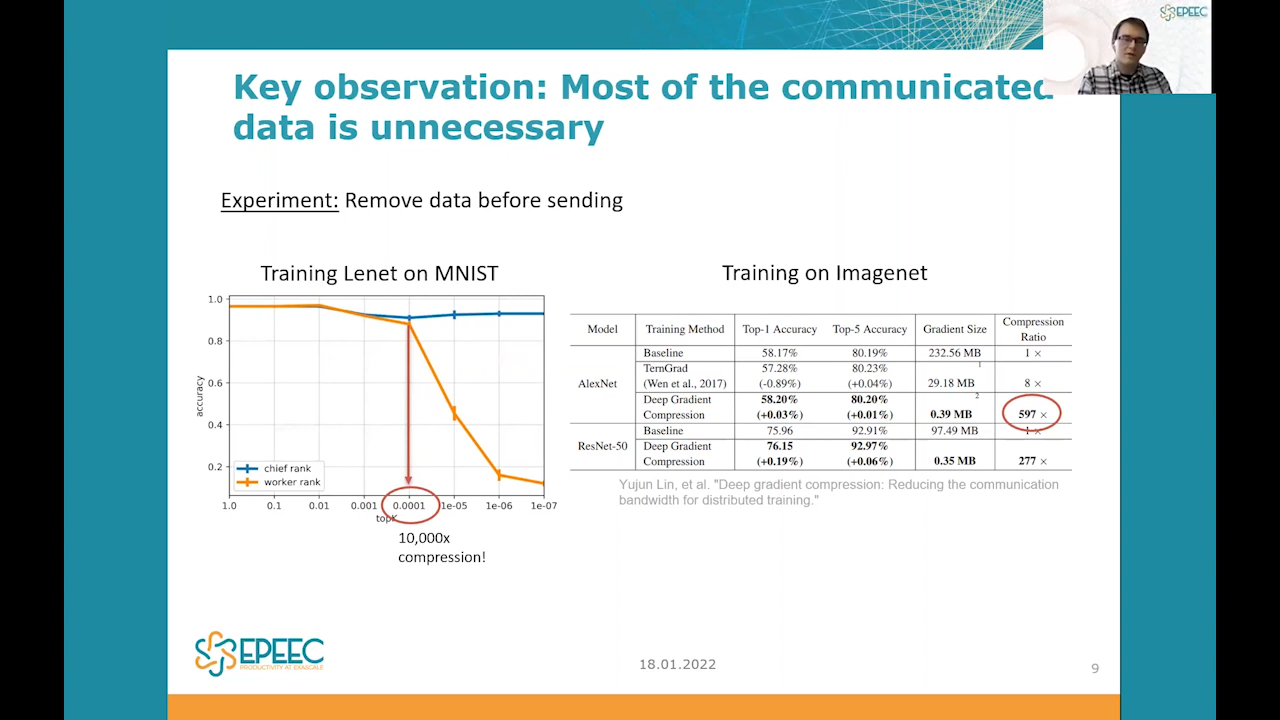 EPEEC
Key observation: Most of the communicated
data is unnecessary
Experiment: Remove data before sending
Training Lenet on MNIST
1.0
0.8
0.6
0.4
0.2
accuracy
chief rank
worker rank
1.0 0.1 0.01 0.001 0.0001 1e-05 1e-06 1e-07
topK
10,000x
compression!
Training on Imagenet
Model Training Method Top-1 Accuracy Top-5 Accuracy Gradient Size Compression Ratio
AlexNet Baseline 58.17% 80.19% 232.56 MB 1 ×
TernGrad 57.28% 80.23%
(Wen et al., 2017) (-0.89%) (+0.04%) 29.18 MB 1 8 ×
Deep Gradient 58.20% 80.20% 2
Compression (+0.03%) (+0.01%) 0.39 MB 597 ×
ResNet-50 Baseline 75.96 92.91% 97.49 MB 1 ×
Deep Gradient 76.15 92.97%
Compression (+0.19%) (+0.06%) 0.35 MB 277 ×
Yujun Lin, et al. "Deep gradient compression: Reducing the communication
bandwidth for distributed training."
EPEEC
PRODUCTIVITY AT EXASCALE
18.01.2022
9